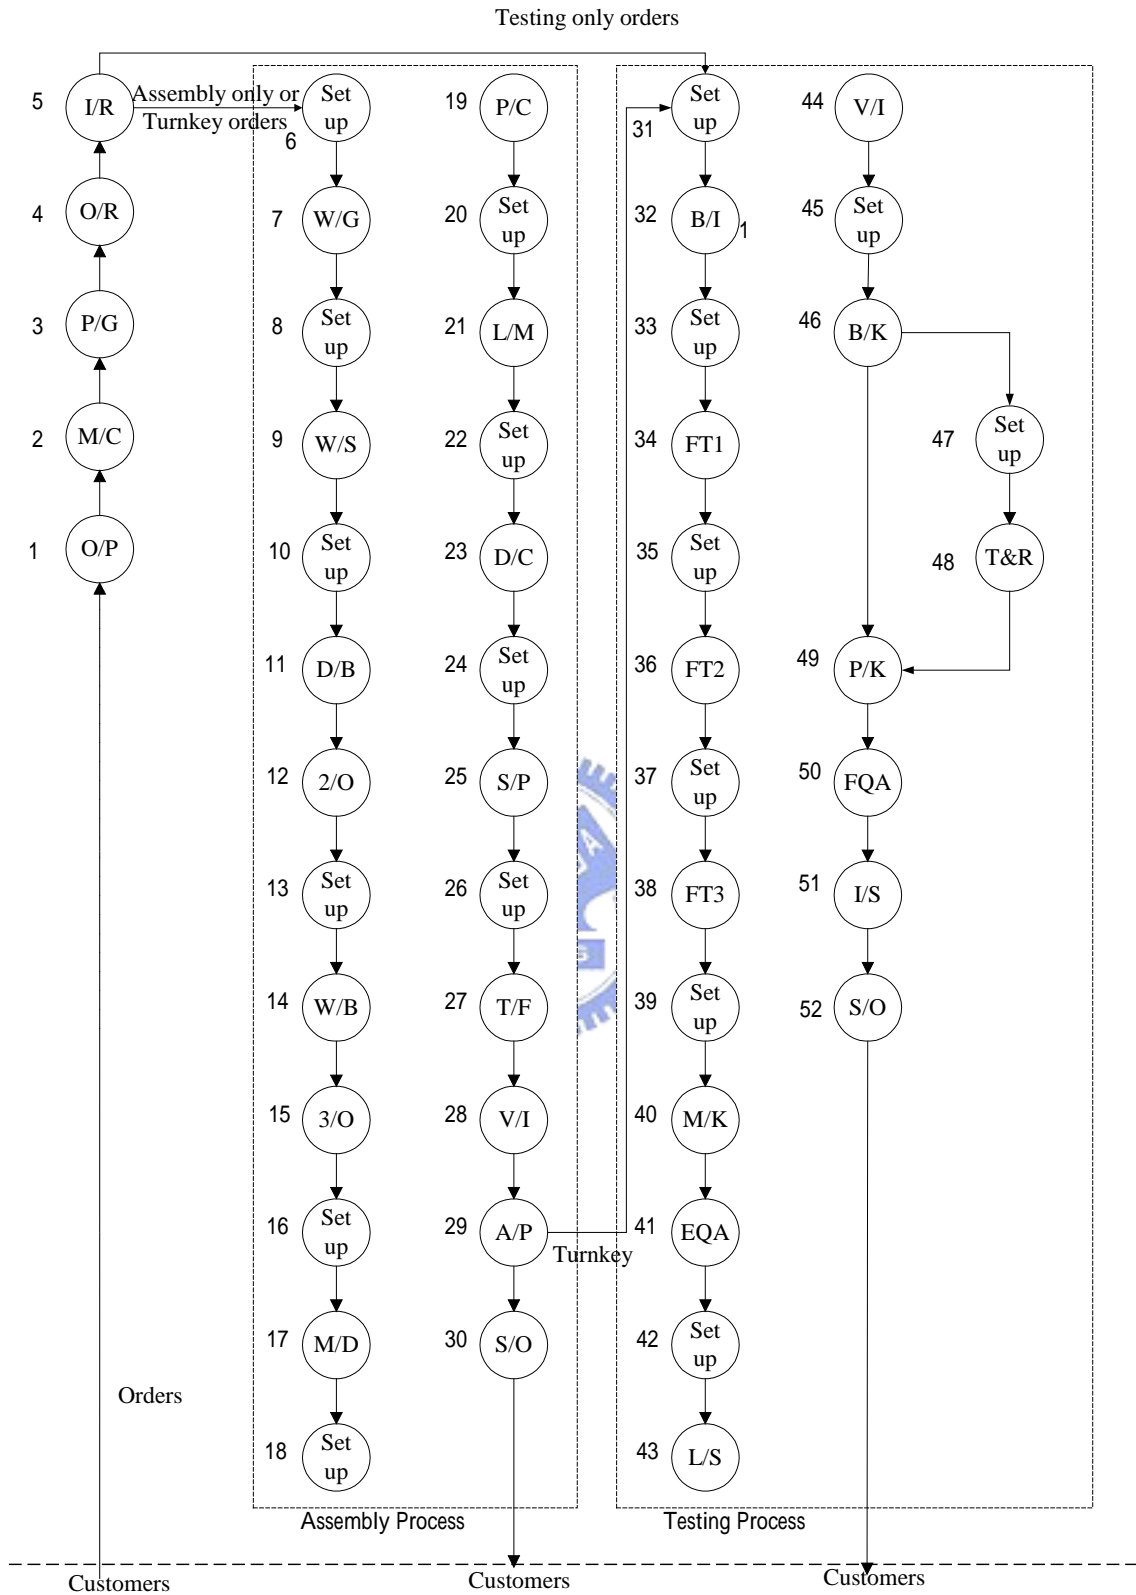 Testing only orders
5
I/R
Assembly only or
Turnkey orders
4
O/R
3
P/G
2
M/C
1
O/P
Orders
Customers
6
Set
up
7
W/G
8
Set
up
9
W/S
10
Set
up
11
D/B
12
2/O
13
Set
up
14
W/B
15
3/O
16
Set
up
17
M/D
18
Set
up
19
P/C
20
Set
up
21
L/M
22
Set
up
23
D/C
24
Set
up
25
S/P
26
Set
up
27
T/F
28
V/I
29
A/P
Turnkey
30
S/O
Assembly Process
Customers
31
Set
up
32
B/I
1
33
Set
up
34
FT1
35
Set
up
36
FT2
37
Set
up
38
FT3
39
Set
up
40
M/K
41
EQA
42
Set
up
43
L/S
44
V/I
45
Set
up
46
B/K
47
Set
up
48
T&R
49
P/K
50
FQA
51
I/S
52
S/O
Testing Process
Customers